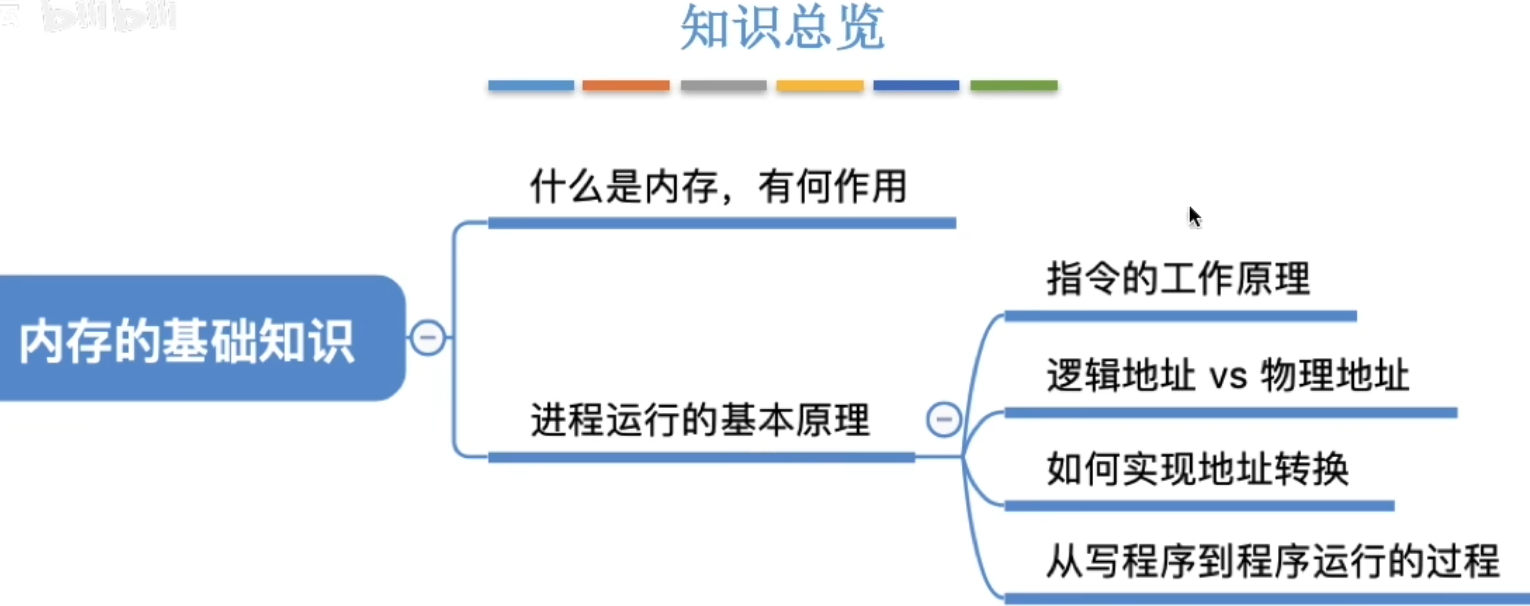 bilibili
知识总览
什么是内存，有何作用
指令的工作原理
内存的基础知识
逻辑地址 vs 物理地址
进程运行的基本原理
如何实现地址转换
从写程序到程序运行的过程